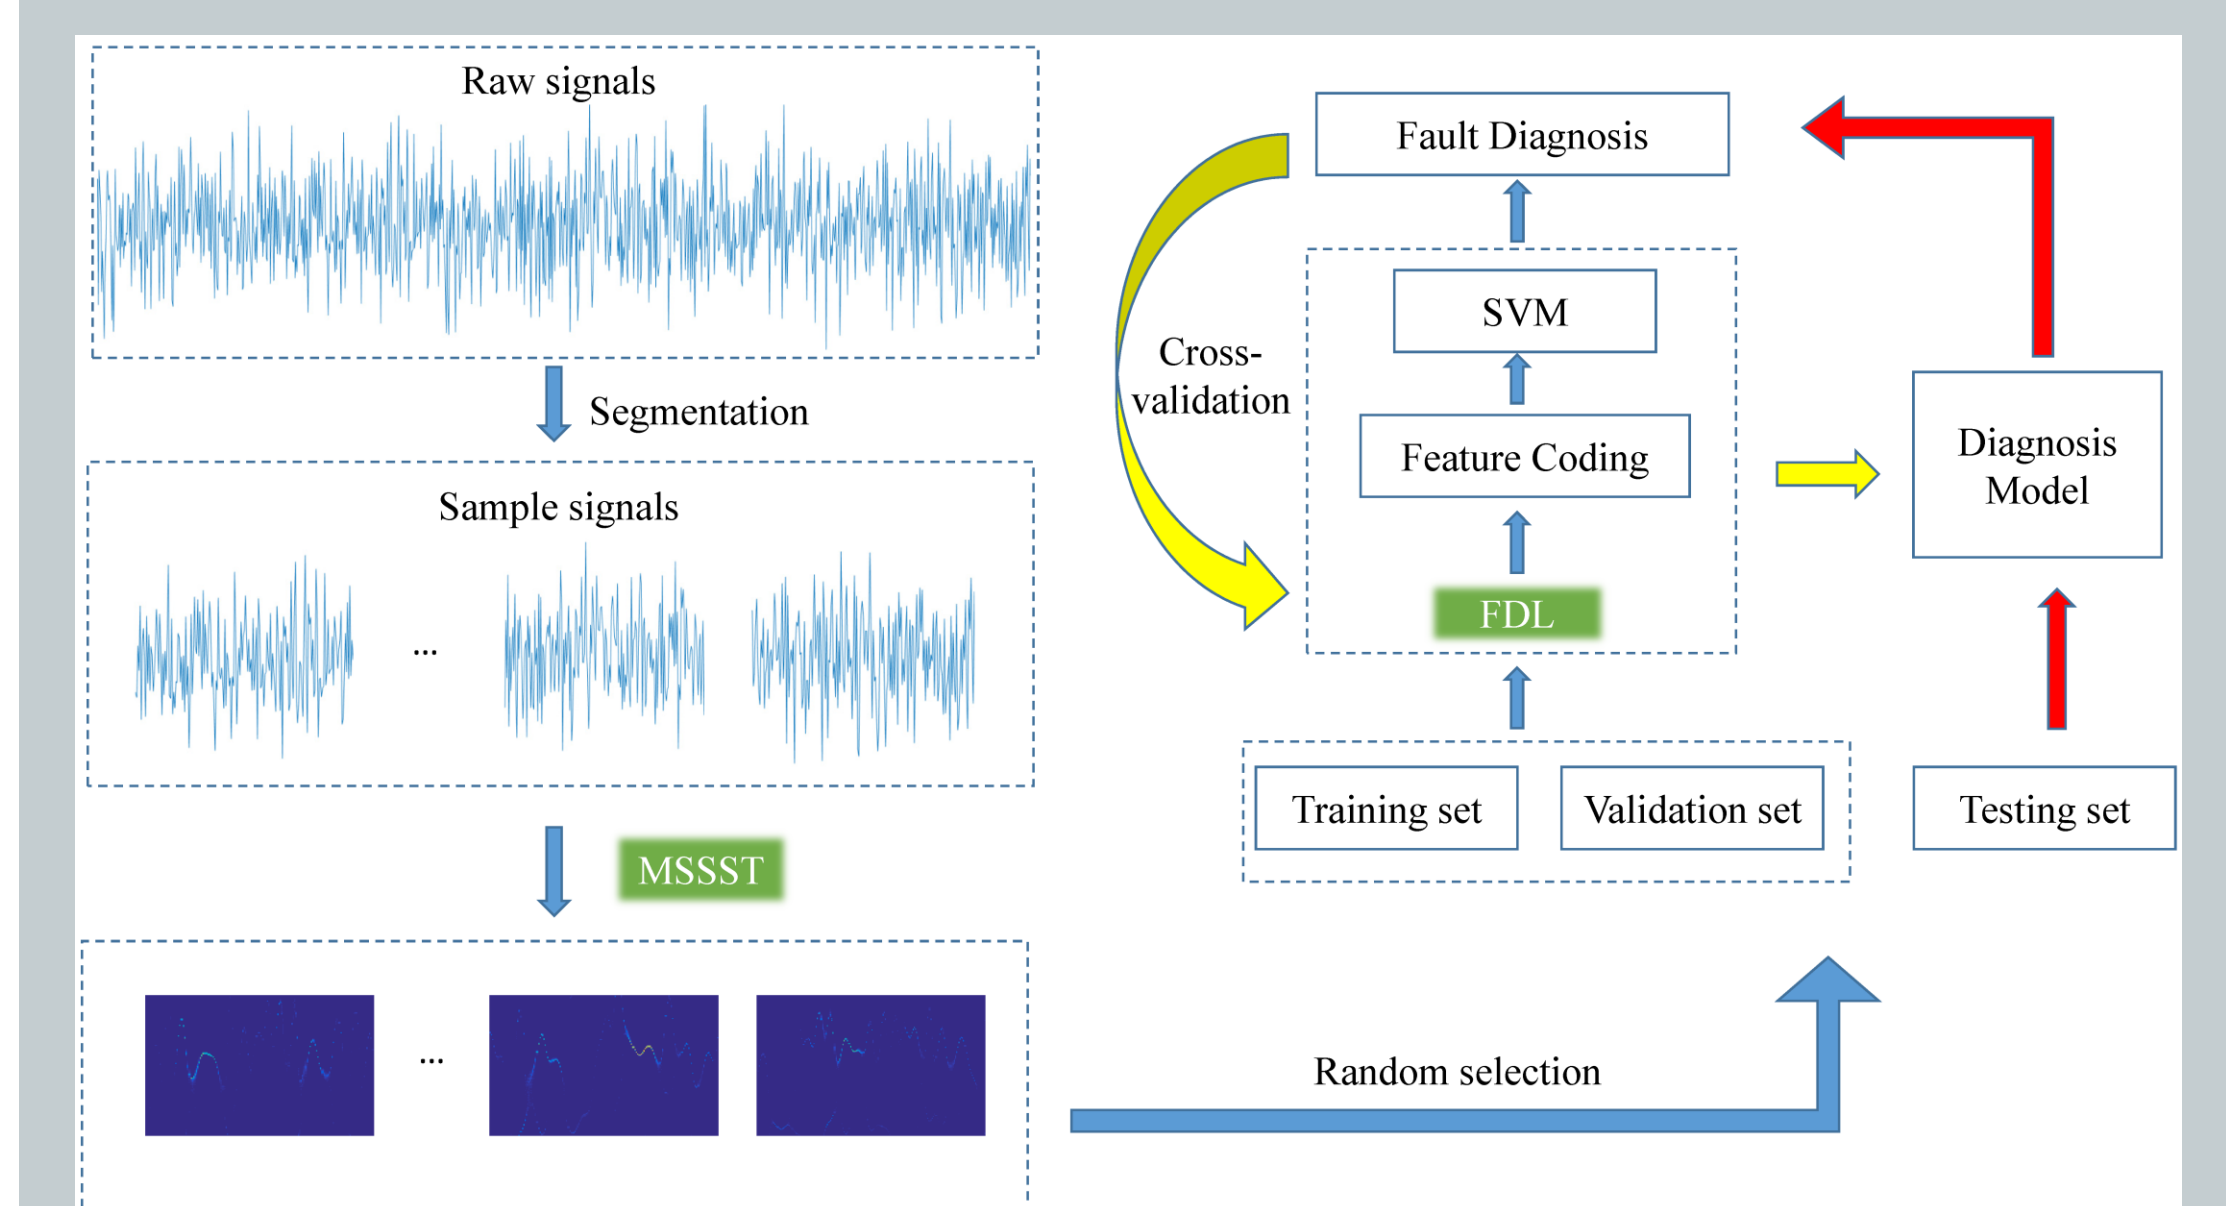 Raw signals
Segmentation
Sample signals
...
MSSST
...
Random selection
Fault Diagnosis
SVM
Cross-
validation
Feature Coding
FDL
Diagnosis
Model
Training set
Validation set
Testing set